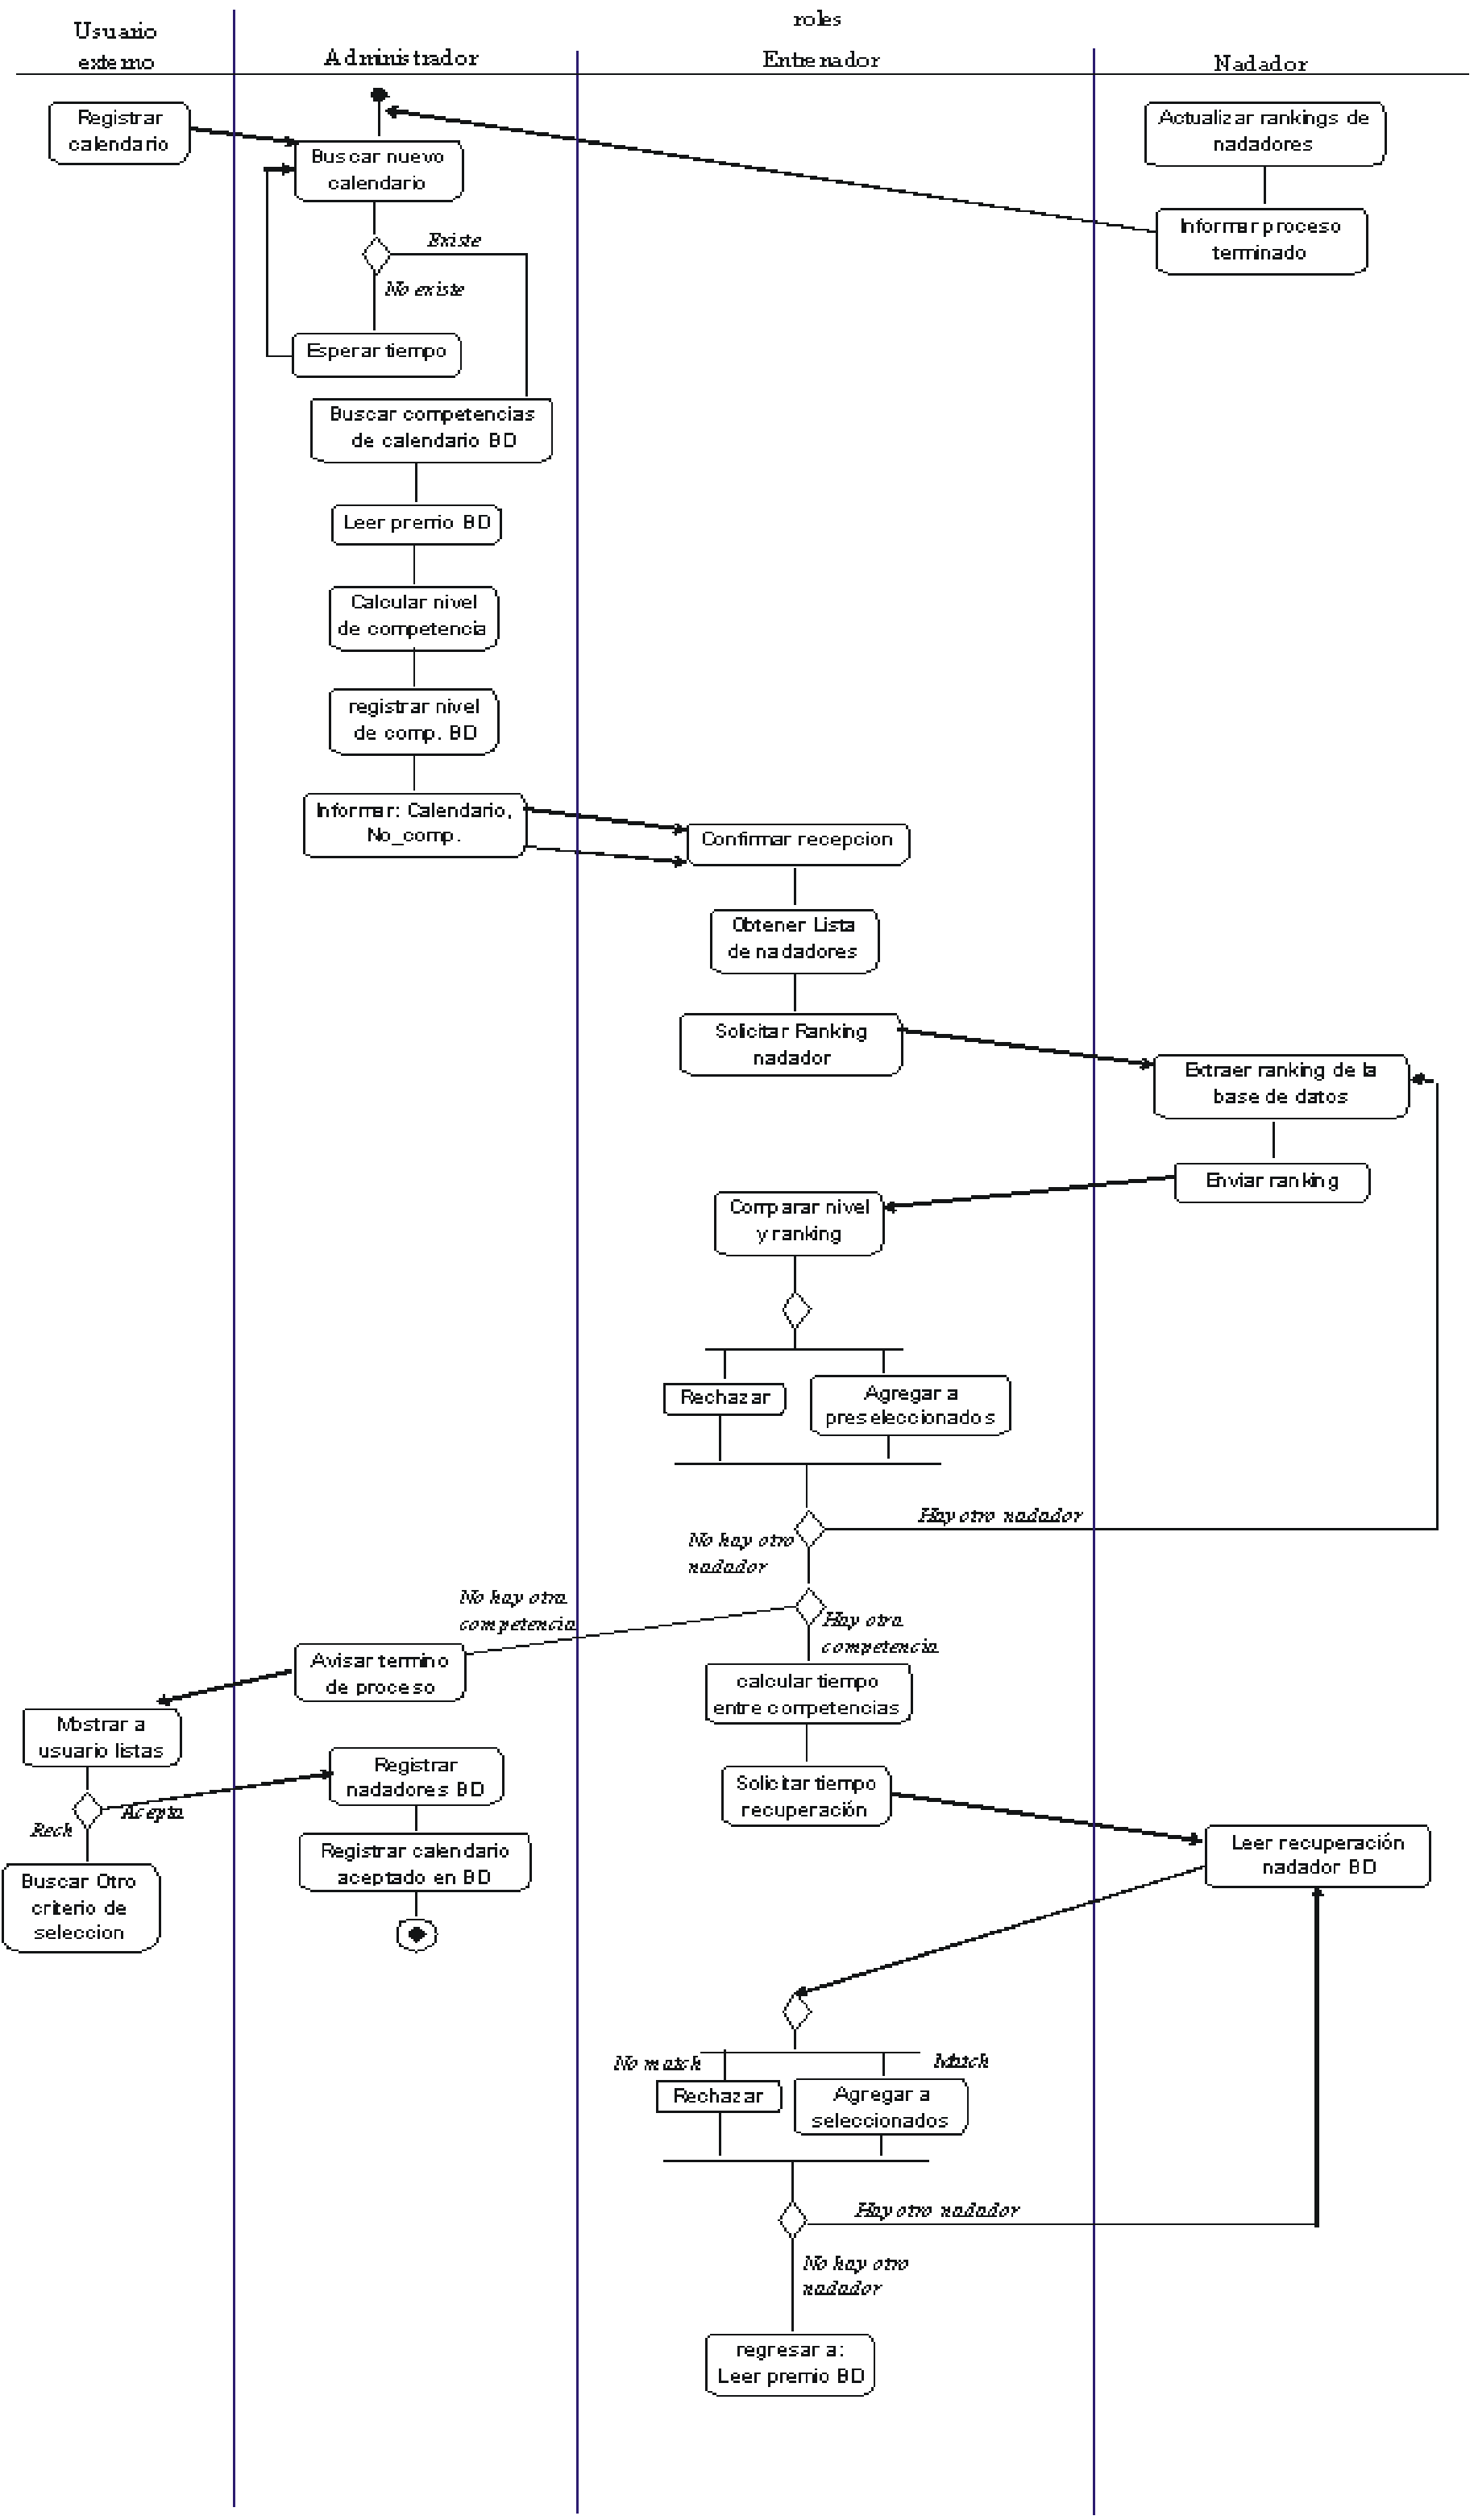 roles
Usuario
externo
Administrador
Entrenador
Nadador
Registrar
calendario
Buscar nuevo
calendario
Actualizar rankings de
nadadores
Informar proceso
terminado
Existe
No existe
Esperar tiempo
Buscar competencias
de calendario BD
Leer premio BD
Calcular nivel
de competencia
registrar nivel
de comp. BD
Informar: Calendario,
No_comp.
Confirmar recepcion
Obtener Lista
de nadadores
Solicitar Ranking
nadador
Extraer ranking de la
base de datos
Enviar ranking
Comparar nivel
y ranking
Rechazar
Agregar a
preseleccionados
Hay otro nadador
No hay otro
nadador
No hay otra
competencia
Hay otra
competencia
Avisar termino
de proceso
calcular tiempo
entre competencias
Mostrar a
usuario listas
Registrar
nadadores BD
Solicitar tiempo
recuperación
Acepta
Rech
Registrar calendario
aceptado en BD
Leer recuperación
nadador BD
Buscar Otro
criterio de
seleccion
No match
Match
Rechazar
Agregar a
seleccionados
Hay otro nadador
No hay otro
nadador
regresar a:
Leer premio BD